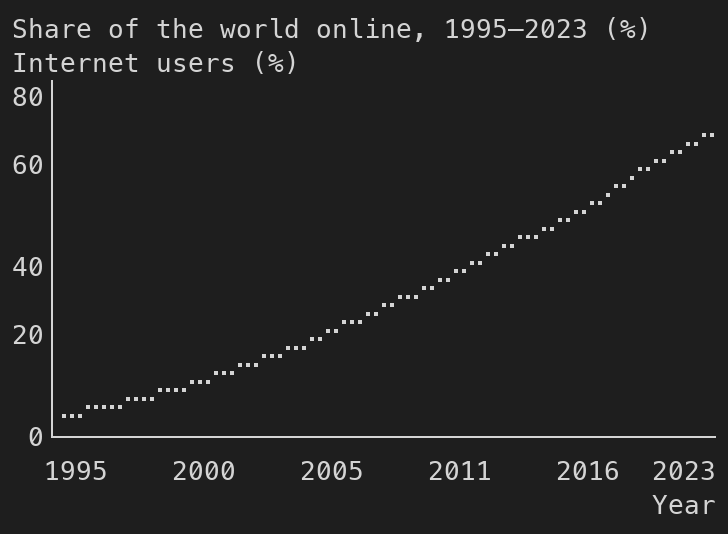 Share of the world online, 1995–2023 (%)
Internet users (%)
80
60
40
20
0
1995 2000 2005 2011 2016 2023
Year